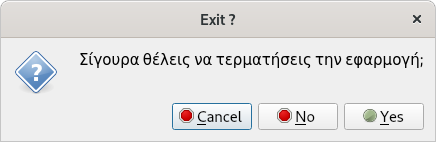 Exit ?
Σίγουρα θέλεις να τερματήσεις την εφαρμογή;
Cancel No Yes